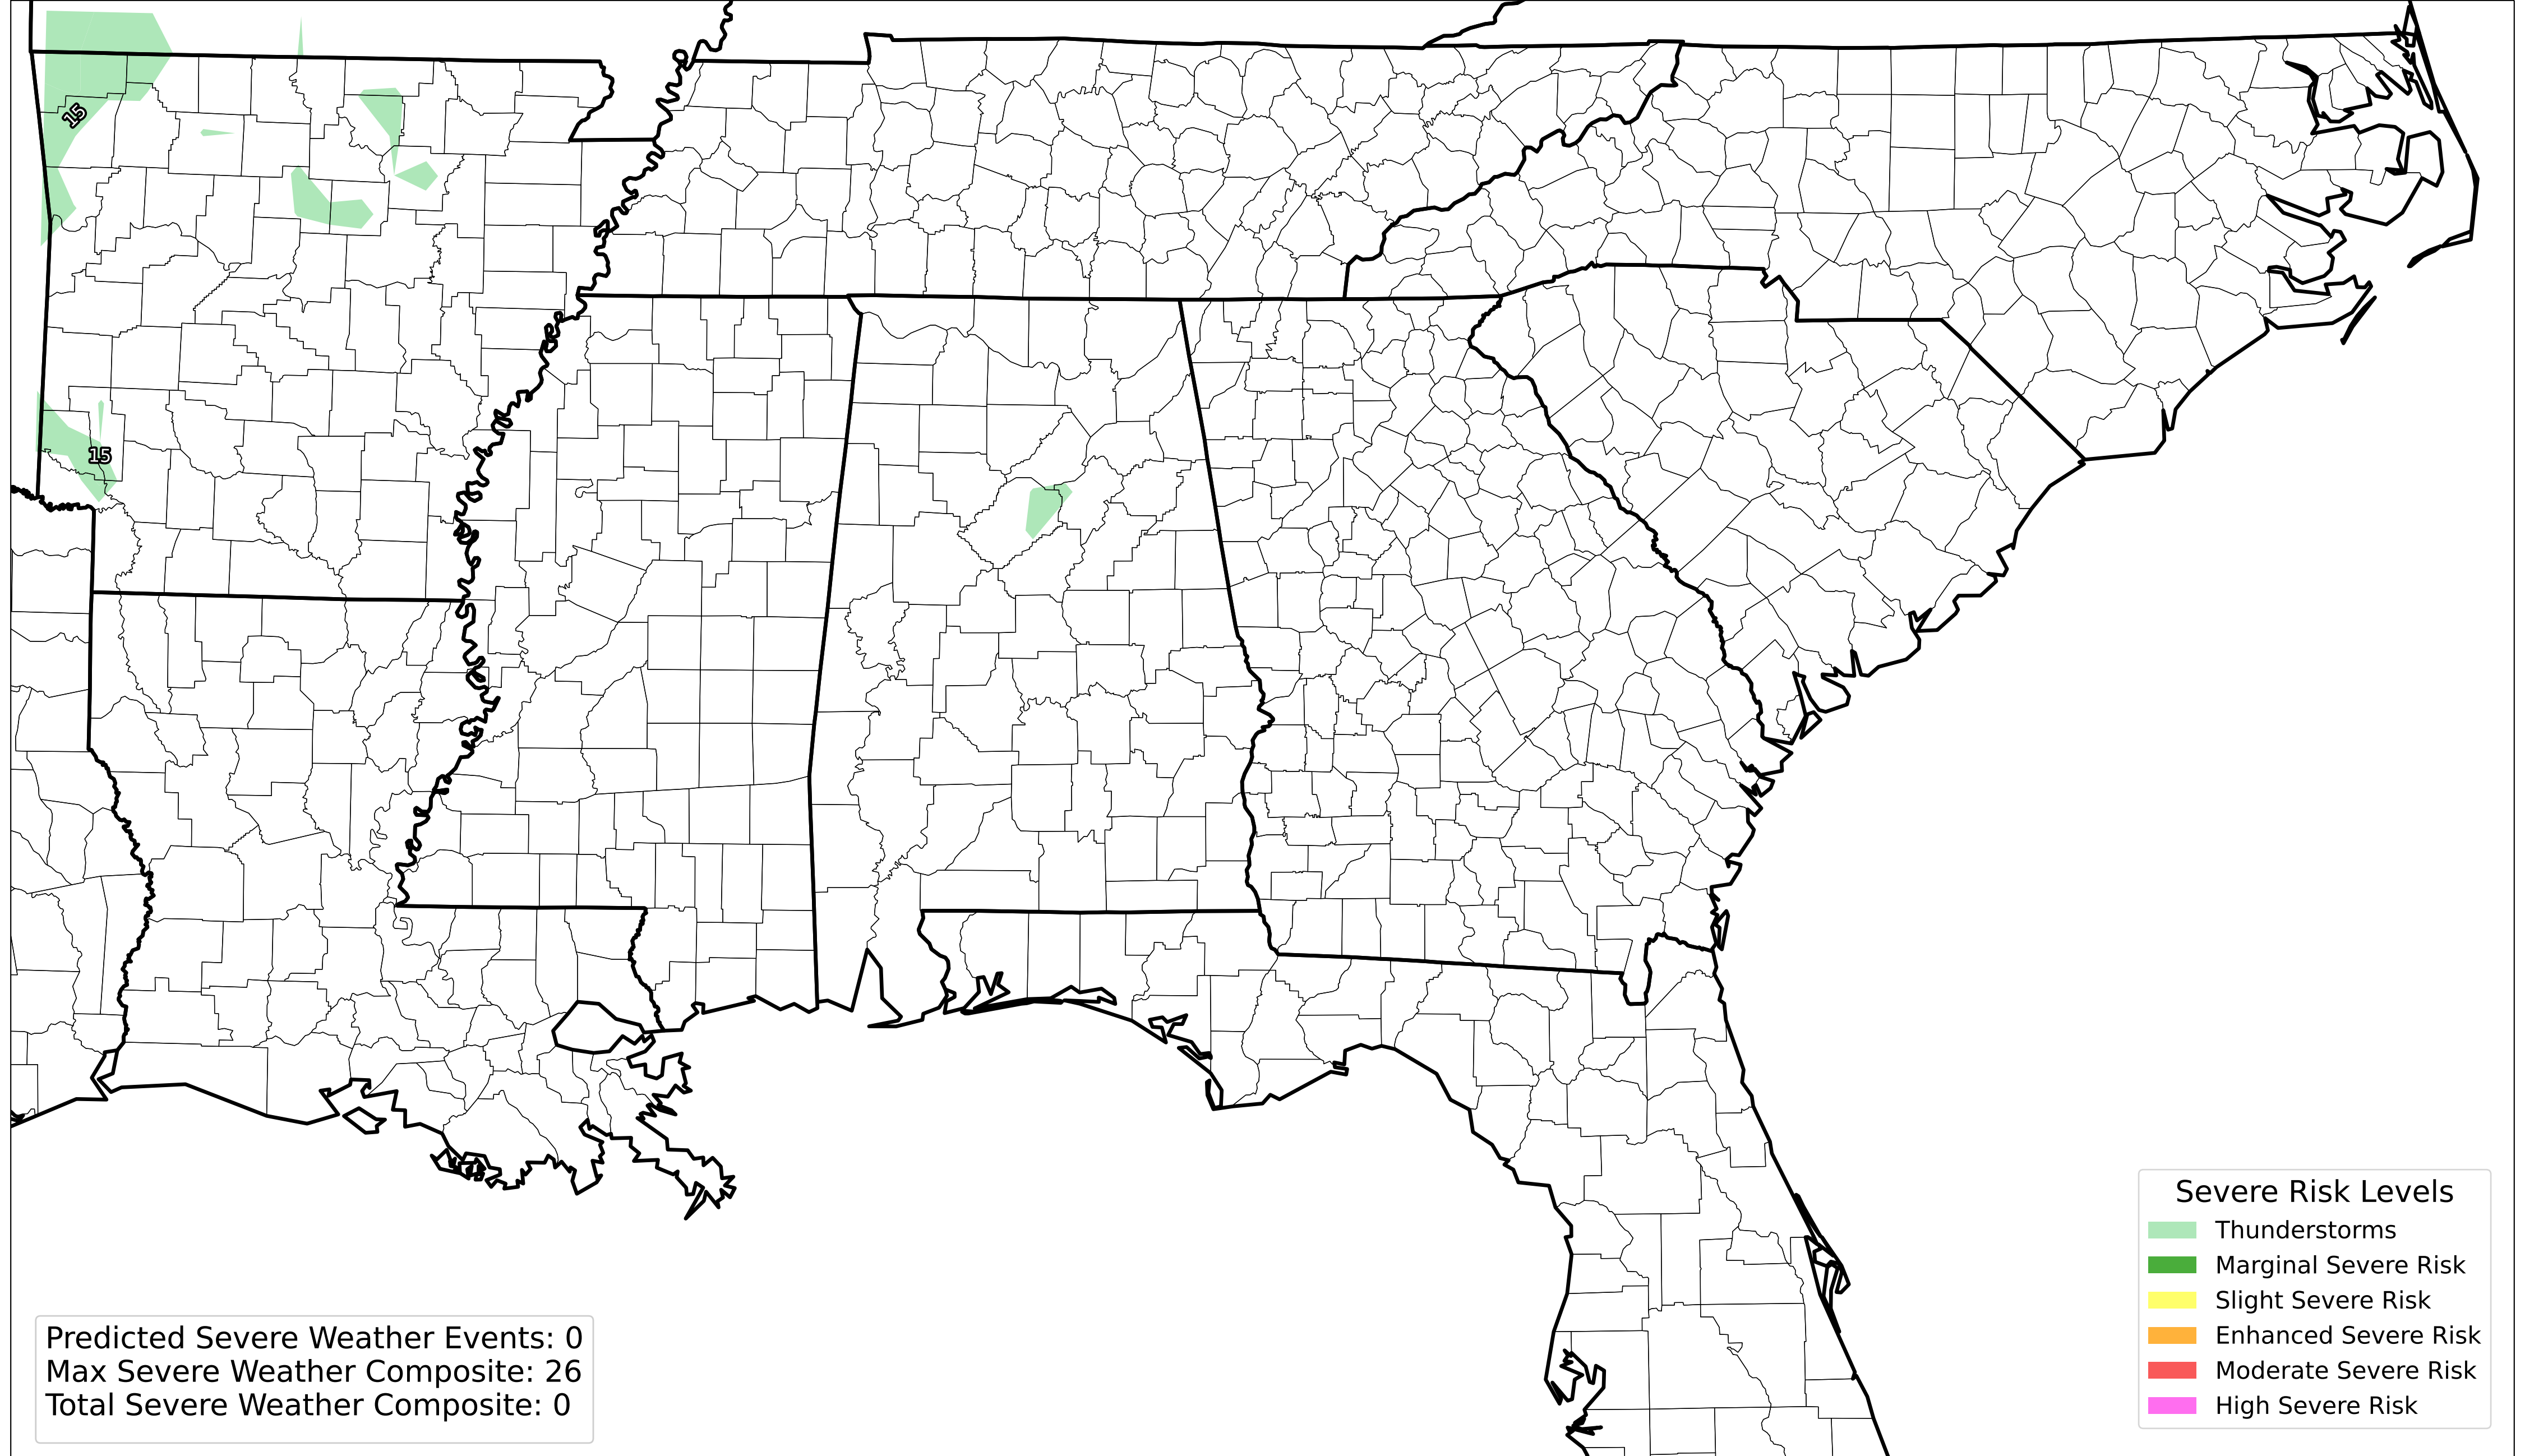 15
15
Severe Risk Levels
Thunderstorms
Marginal Severe Risk
Slight Severe Risk
Enhanced Severe Risk
Moderate Severe Risk
High Severe Risk
Predicted Severe Weather Events: 0
Max Severe Weather Composite: 26
Total Severe Weather Composite: 0